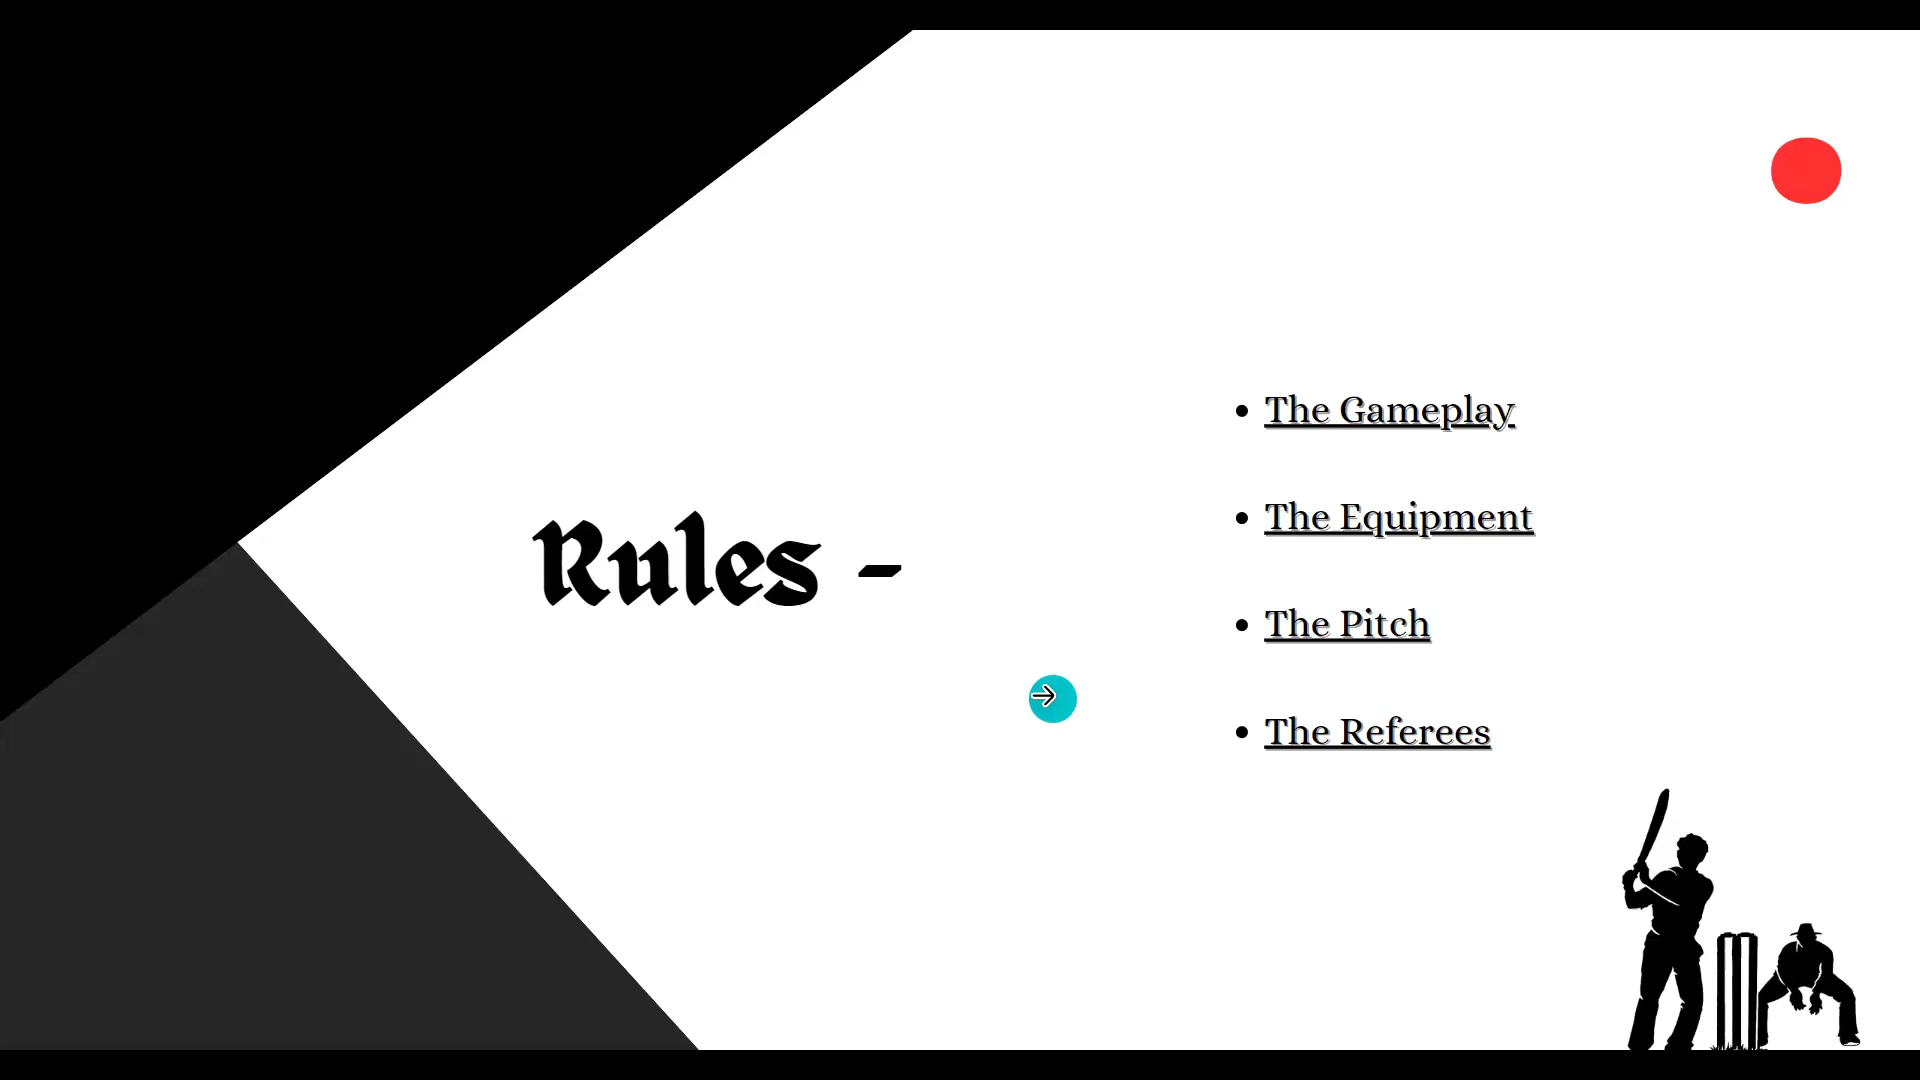 Rules -
The Gameplay
The Equipment
The Pitch
The Referees